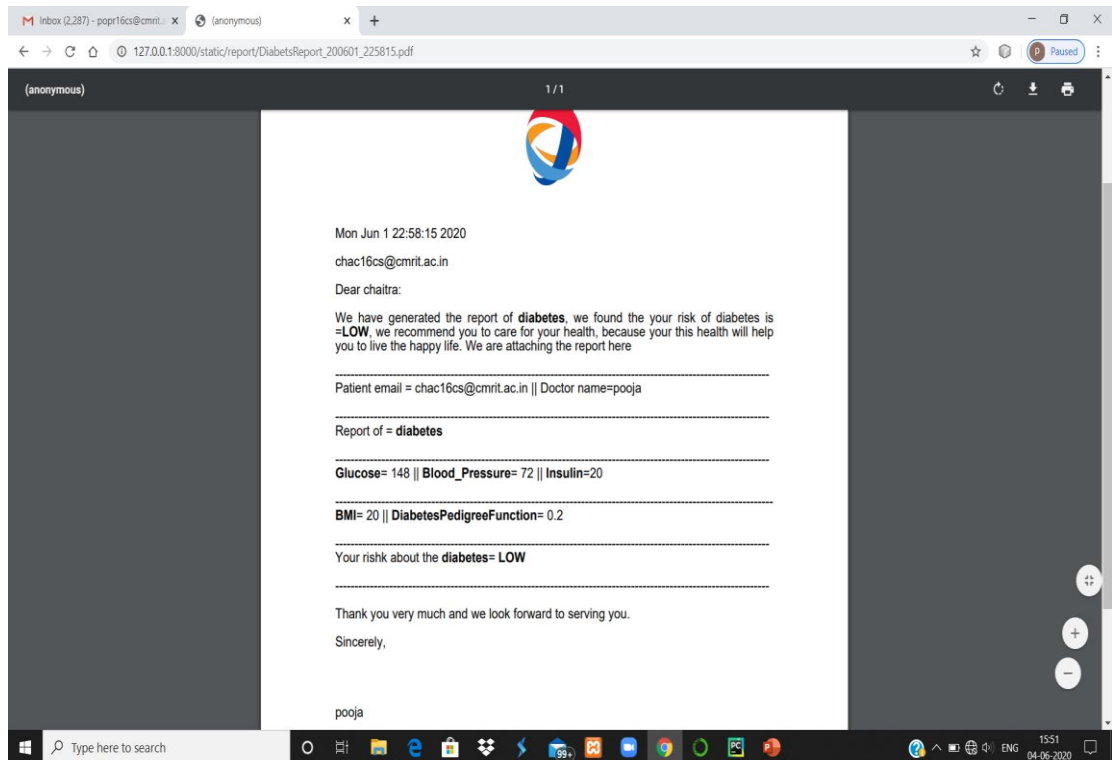 Inbox (2,287) - popr16cs@cmrit.
(anonymous)
127.0.0.1:8000/static/report/DiabetsReport_200601_225815.pdf
P Paused
(anonymous)
1/1
Mon Jun 1 22:58:15 2020
chac16cs@cmrit.ac.in
Dear chaitra:
We have generated the report of diabetes, we found the your risk of diabetes is
=LOW, we recommend you to care for your health, because your this health will help
you to live the happy life. We are attaching the report here
Patient email = chac16cs@cmrit.ac.in || Doctor name=pooja
Report of = diabetes
Glucose= 148 || Blood_Pressure= 72 || Insulin=20
BMI= 20 || DiabetesPedigreeFunction= 0.2
Your rishk about the diabetes= LOW
Thank you very much and we look forward to serving you.
Sincerely,
pooja
Type here to search
99+
PC
ENG
1551
04-06-2020